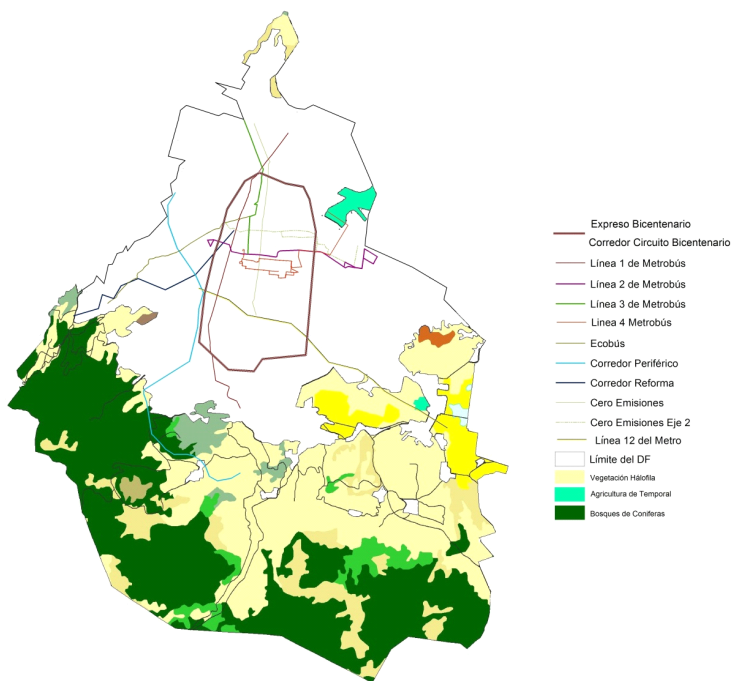 Expreso Bicentenario
Corredor Circuito Bicentenario
Línea 1 de Metrobús
Línea 2 de Metrobús
Línea 3 de Metrobús
Linea 4 Metrobús
Ecobús
Corredor Periférico
Corredor Reforma
Cero Emisiones
Cero Emisiones Eje 2
Línea 12 del Metro
Límite del DF
Vegetación Hálofila
Agricultura de Temporal
Bosques de Coniferas